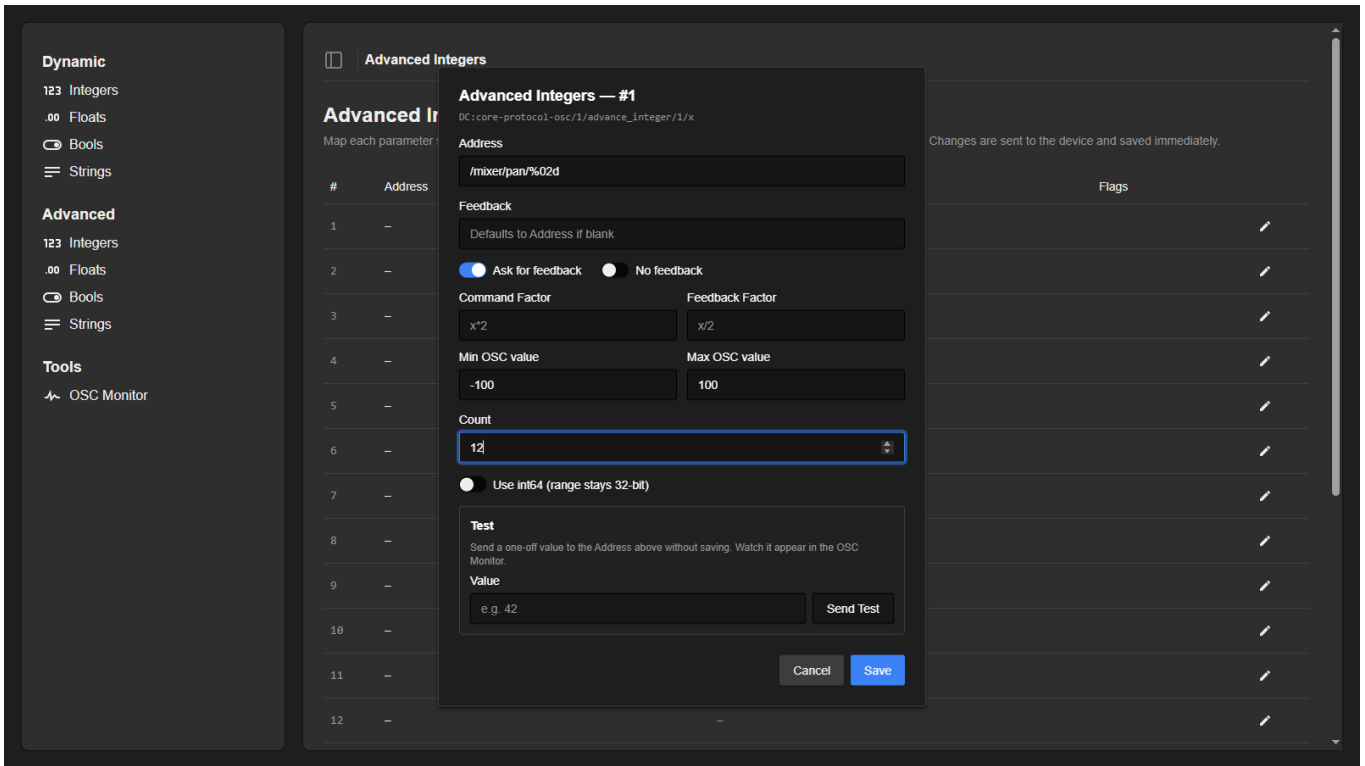 Dynamic
123 Integers
.00 Floats
Bools
Strings
Advanced
123 Integers
.00 Floats
Bools
Strings
Tools
OSC Monitor
Advanced Integers
Advanced
Map each parameter
Changes are sent to the device and saved immediately.
# Address Flags
1 –
2 –
3 –
4 –
5 –
6 –
7 –
8 –
9 –
10 –
11 –
12 – –
Advanced Integers — #1
DC:core-protocol-osc/1/advance_integer/1/x
Address
/mixer/pan/%02d
Feedback
Defaults to Address if blank
Ask for feedback No feedback
Command Factor Feedback Factor
x*2 x/2
Min OSC value Max OSC value
-100 100
Count
12
Use int64 (range stays 32-bit)
Test
Send a one-off value to the Address above without saving. Watch it appear in the OSC
Monitor.
Value
e.g. 42 Send Test
Cancel Save